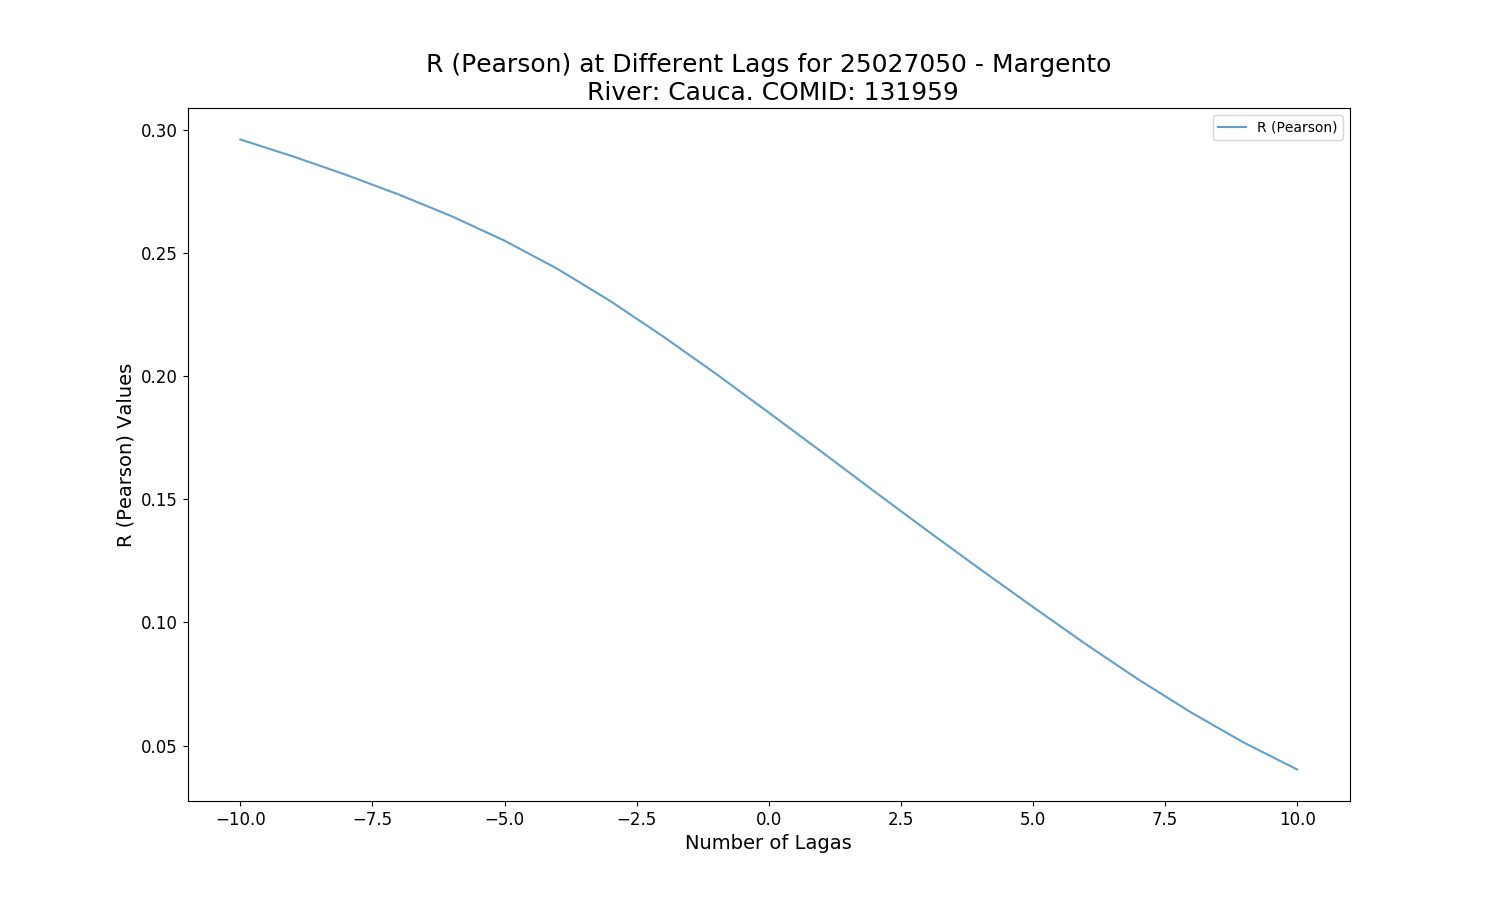 R (Pearson) at Different Lags for 25027050 - Margento
River: Cauca. COMID: 131959
R (Pearson)
R (Pearson) Values
0.30
0.25
0.20
0.15
0.10
0.05
−10.0 −7.5 −5.0 −2.5 0.0 2.5 5.0 7.5 10.0
Number of Lagas